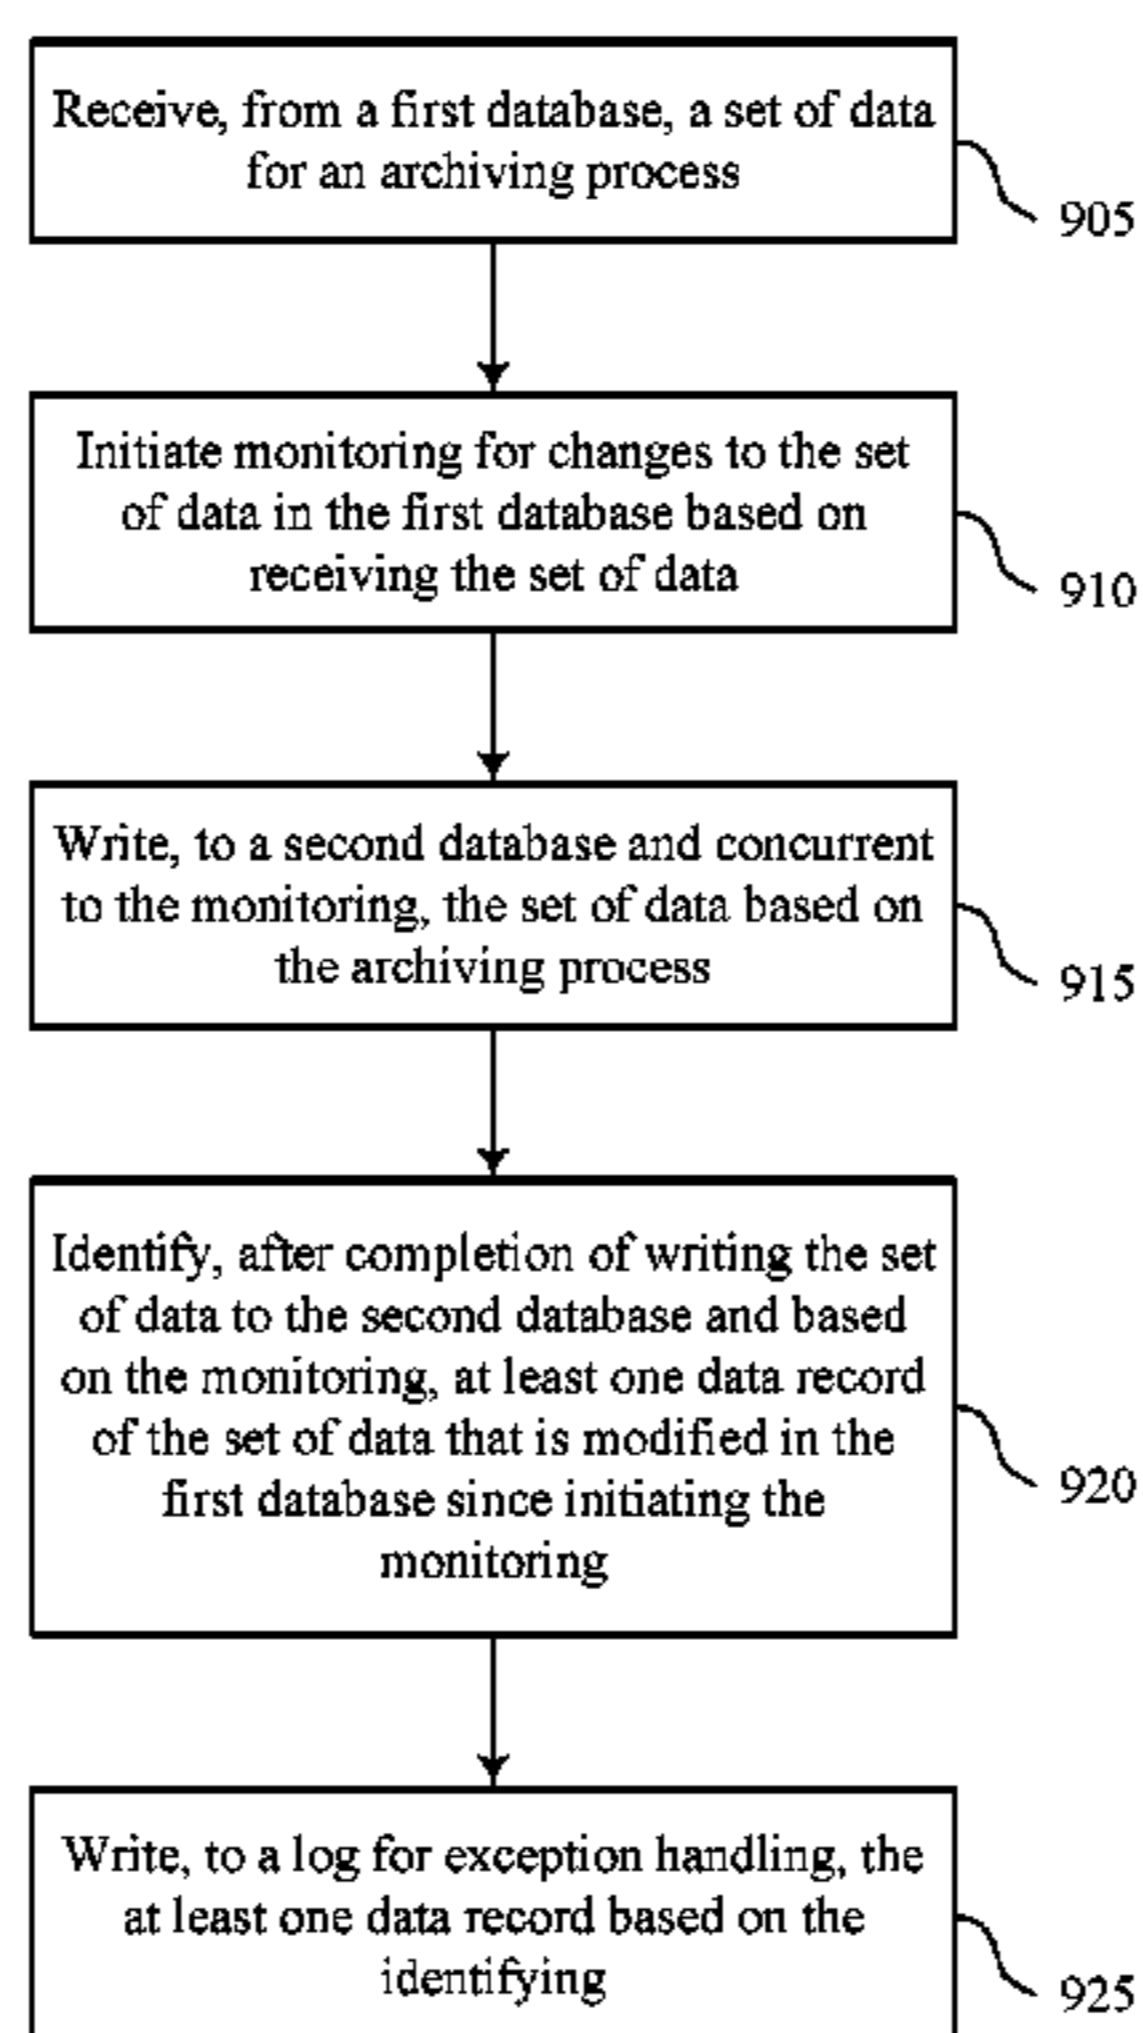 Receive, from a first database, a set of data
for an archiving process
905
Initiate monitoring for changes to the set
of data in the first database based on
receiving the set of data
910
Write, to a second database and concurrent
to the monitoring, the set of data based on
the archiving process
915
Identify, after completion of writing the set
of data to the second database and based
on the monitoring, at least one data record
of the set of data that is modified in the
first database since initiating the
monitoring
920
Write, to a log for exception handling, the
at least one data record based on the
identifying
925